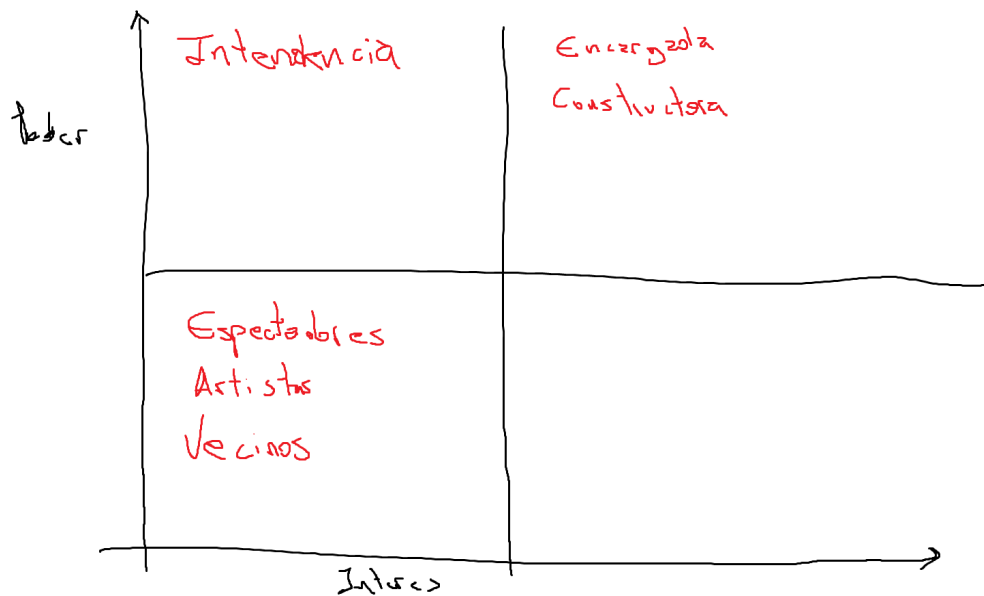 Intendencia
Encargada
Constructora
Poder
Espectadores
Artistas
Vecinos
Interes